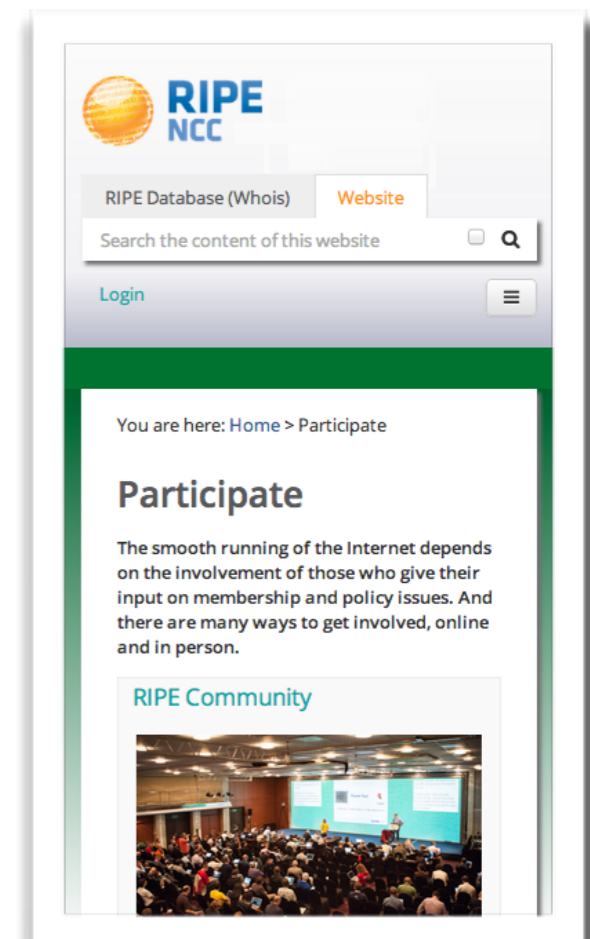 RIPE
NCC
RIPE Database (Whois) Website
Search the content of this website
Login
You are here: Home > Participate
Participate
The smooth running of the Internet depends
on the involvement of those who give their
input on membership and policy issues. And
there are many ways to get involved, online
and in person.
RIPE Community